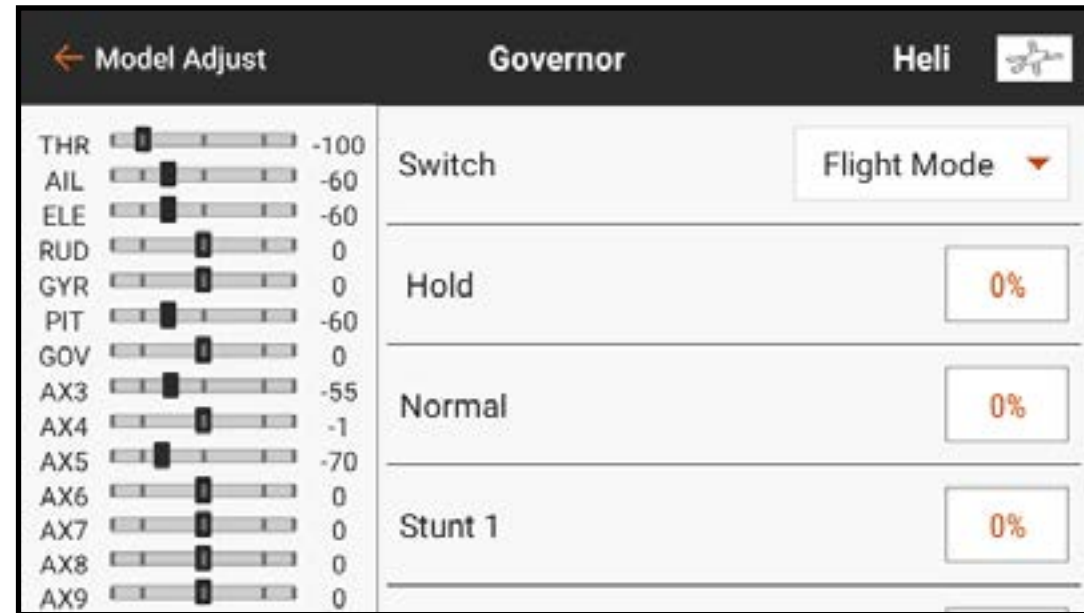 Model Adjust
Governor
Heli
THR -100
AIL -60
ELE -60
RUD 0
GYR 0
PIT -60
GOV 0
AX3 -55
AX4 -1
AX5 -70
AX6 0
AX7 0
AX8 0
AX9 0
Switch Flight Mode
Hold 0%
Normal 0%
Stunt 1 0%